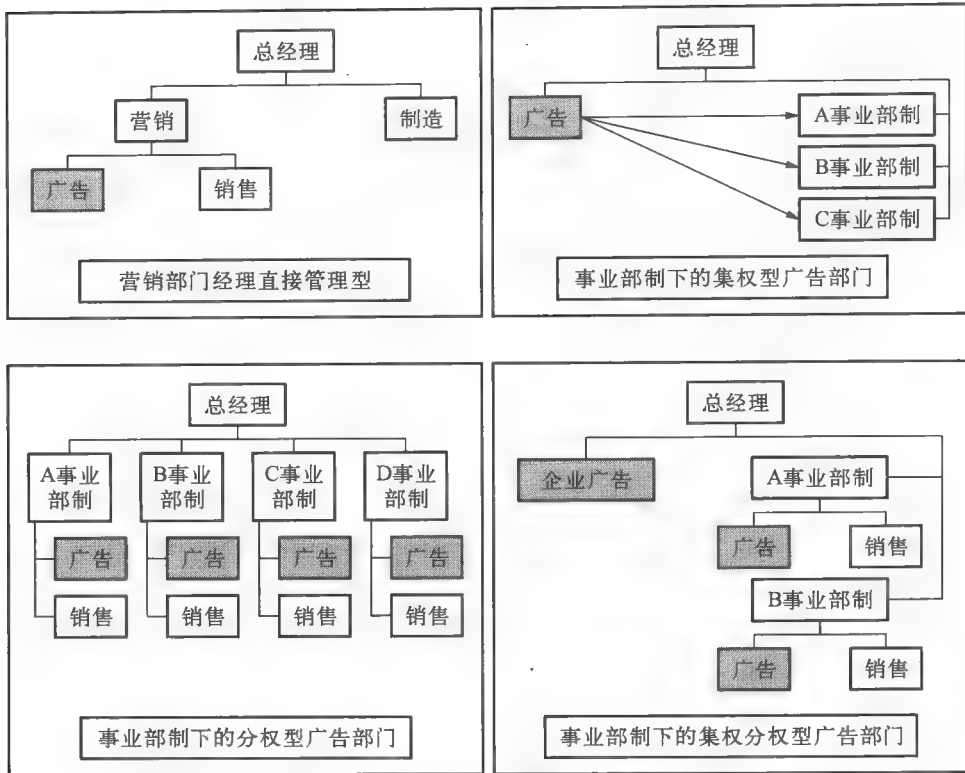 总经理
营销
制造
广告
销售
营销部门经理直接管理型
总经理
广告
A事业部制
B事业部制
C事业部制
事业部制下的集权型广告部门
总经理
A事业
部制
B事业
部制
C事业
部制
D事业
部制
广告
广告
广告
广告
销售
销售
销售
销售
事业部制下的分权型广告部门
总经理
企业广告
A事业部制
广告
销售
B事业部制
广告
销售
事业部制下的集权分权型广告部门